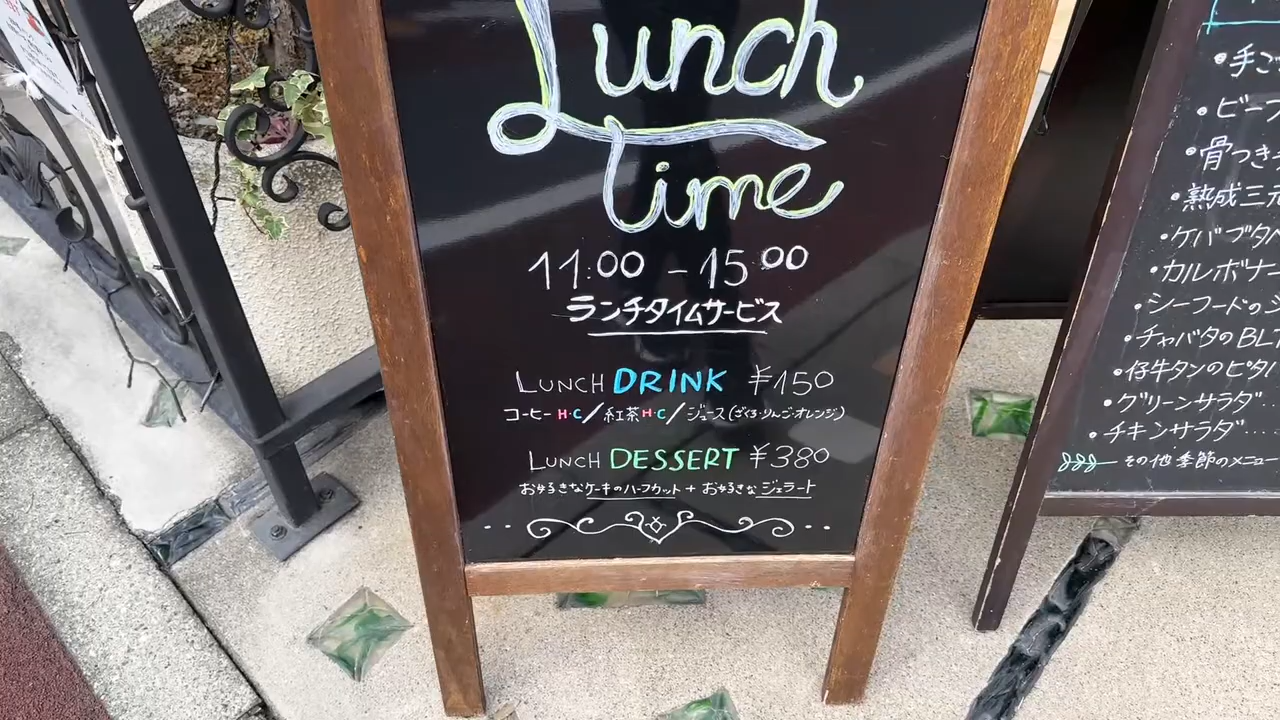 Lunch
Time
11:00 - 15:00
ランチタイムサービス
LUNCH DRINK ¥150
コーヒー H・C / 紅茶 H・C / ジュース (ざくろ・りんご・オレンジ)
LUNCH DESSERT ¥380
お好きなケーキのハーフカット + お好きなジェラート
・手ご
・ビーフ
・骨つき
・熟成三元
・ケバブ
・カルボナー
・シーフードの
・チャバタのBLT
・仔牛タンのピタ
・グリーンサラダ・・・
・チキンサラダ・・・・
その他季節のメニュー